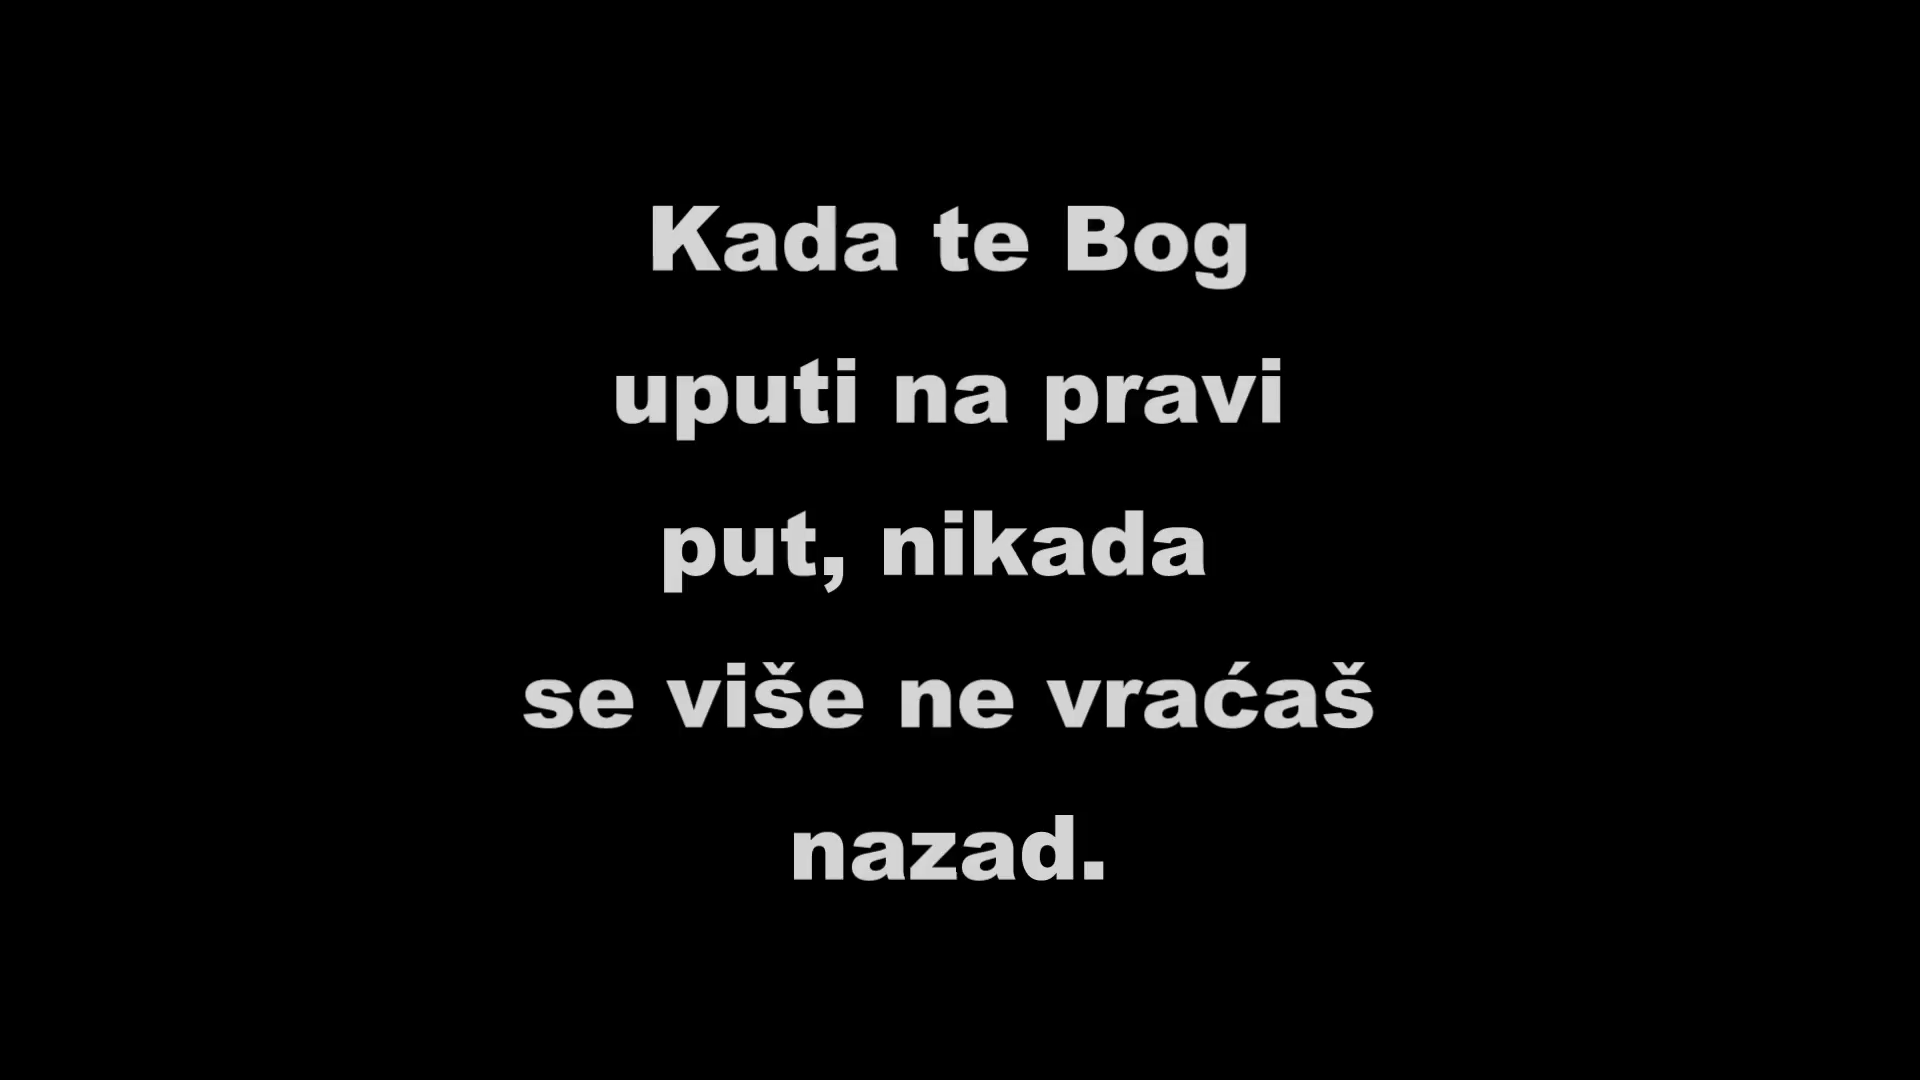 Kada te Bog
uputi na pravi
put, nikada
se više ne vraćaš
nazad.